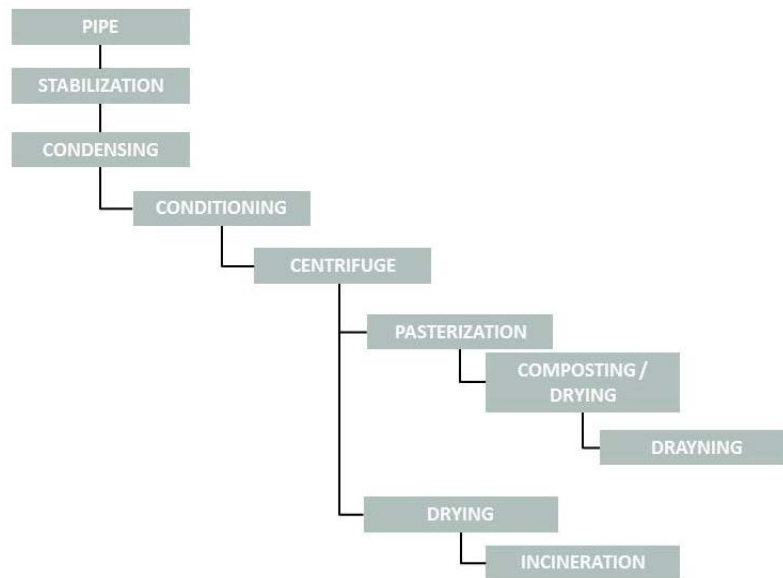 PIPE
STABILIZATION
CONDENSING
CONDITIONING
CENTRIFUGE
PASTERIZATION
COMPOSTING /
DRYING
DRAYNING
DRYING
INCINERATION